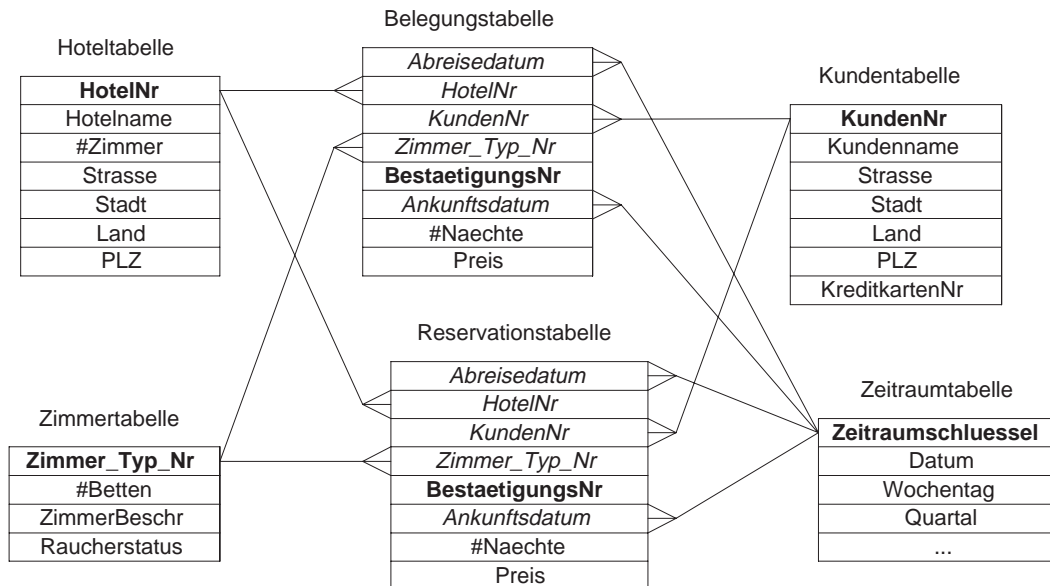 Belegungstabelle
Abreisedatum
HotelNr
KundenNr
Zimmer_Typ_Nr
BestaetigungsNr
Ankunftsdatum
#Naechte
Preis
Hoteltabelle
HotelNr
Hotelname
#Zimmer
Strasse
Stadt
Land
PLZ
Kundentabelle
KundenNr
Kundenname
Strasse
Stadt
Land
PLZ
KreditkartenNr
Reservationstabelle
Abreisedatum
HotelNr
KundenNr
Zimmer_Typ_Nr
BestaetigungsNr
Ankunftsdatum
#Naechte
Preis
Zimmertabelle
Zimmer_Typ_Nr
#Betten
ZimmerBeschr
Raucherstatus
Zeitraumtabelle
Zeitraumschluessel
Datum
Wochentag
Quartal
...